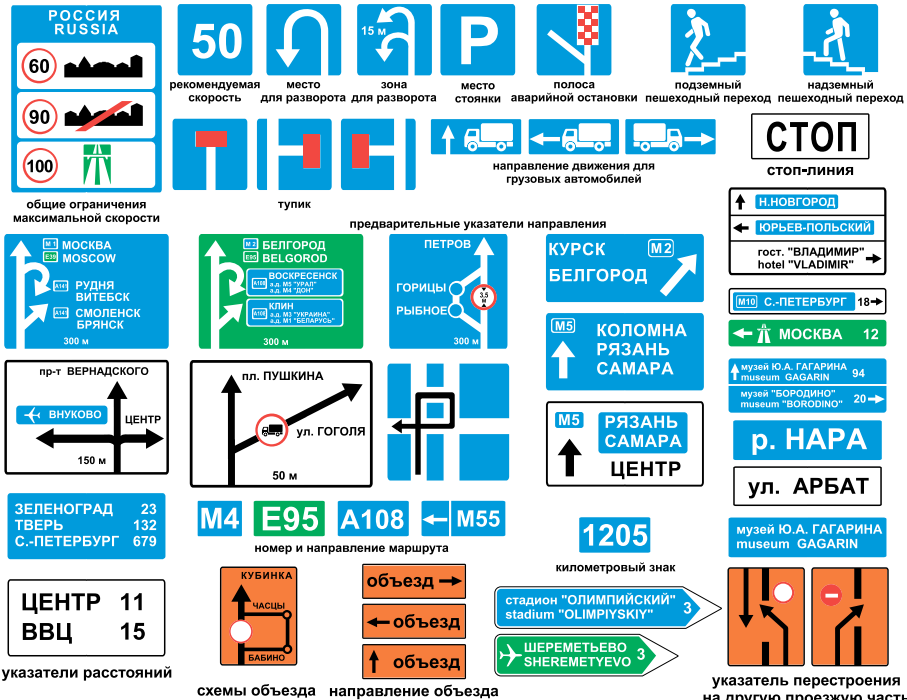 РОССИЯ
RUSSIA
60
90
100
общие ограничения
максимальной скорости
50
рекомендуемая
скорость
место
для разворота
15 м
зона
для разворота
P
место
стоянки
полоса
аварийной остановки
подземный
пешеходный переход
надземный
пешеходный переход
тупик
направление движения для
грузовых автомобилей
СТОП
стоп-линия
предварительные указатели направления
М 1 МОСКВА
E30 MOSCOW
А141 РУДНЯ
ВИТЕБСК
А141 СМОЛЕНСК
БРЯНСК
300 м
М 2 БЕЛГОРОД
E95 BELGOROD
А108 ВОСКРЕСЕНСК
а.д. М5 "УРАЛ"
а.д. М4 "ДОН"
А108 КЛИН
а.д. М3 "УКРАИНА"
а.д. М1 "БЕЛАРУСЬ"
300 м
ПЕТРОВ
ГОРИЦЫ
РЫБНОЕ
3,5
м
300 м
КУРСК М2
БЕЛГОРОД
М5 КОЛОМНА
РЯЗАНЬ
САМАРА
М5 РЯЗАНЬ
САМАРА
ЦЕНТР
Н.НОВГОРОД
ЮРЬЕВ-ПОЛЬСКИЙ
гост. "ВЛАДИМИР"
hotel "VLADIMIR"
М10 С.-ПЕТЕРБУРГ 18
МОСКВА 12
музей Ю.А. ГАГАРИНА
museum GAGARIN 94
музей "БОРОДИНО"
museum "BORODINO" 20
р. НАРА
ул. АРБАТ
музей Ю.А. ГАГАРИНА
museum GAGARIN
пр-т ВЕРНАДСКОГО
ВНУКОВО
ЦЕНТР
150 м
пл. ПУШКИНА
ул. ГОГОЛЯ
50 м
ЗЕЛЕНОГРАД 23
ТВЕРЬ 132
С.-ПЕТЕРБУРГ 679
М4
Е95
А108
М55
номер и направление маршрута
1205
километровый знак
ЦЕНТР 11
ВВЦ 15
указатели расстояний
КУБИНКА
ЧАСЦЫ
БАБИНО
схемы объезда
объезд
объезд
объезд
направление объезда
стадион "ОЛИМПИЙСКИЙ"
stadium "OLIMPIYSKIY" 3
ШЕРЕМЕТЬЕВО
SHEREMETYEVO 3
указатель перестроения
на другую проезжую часть